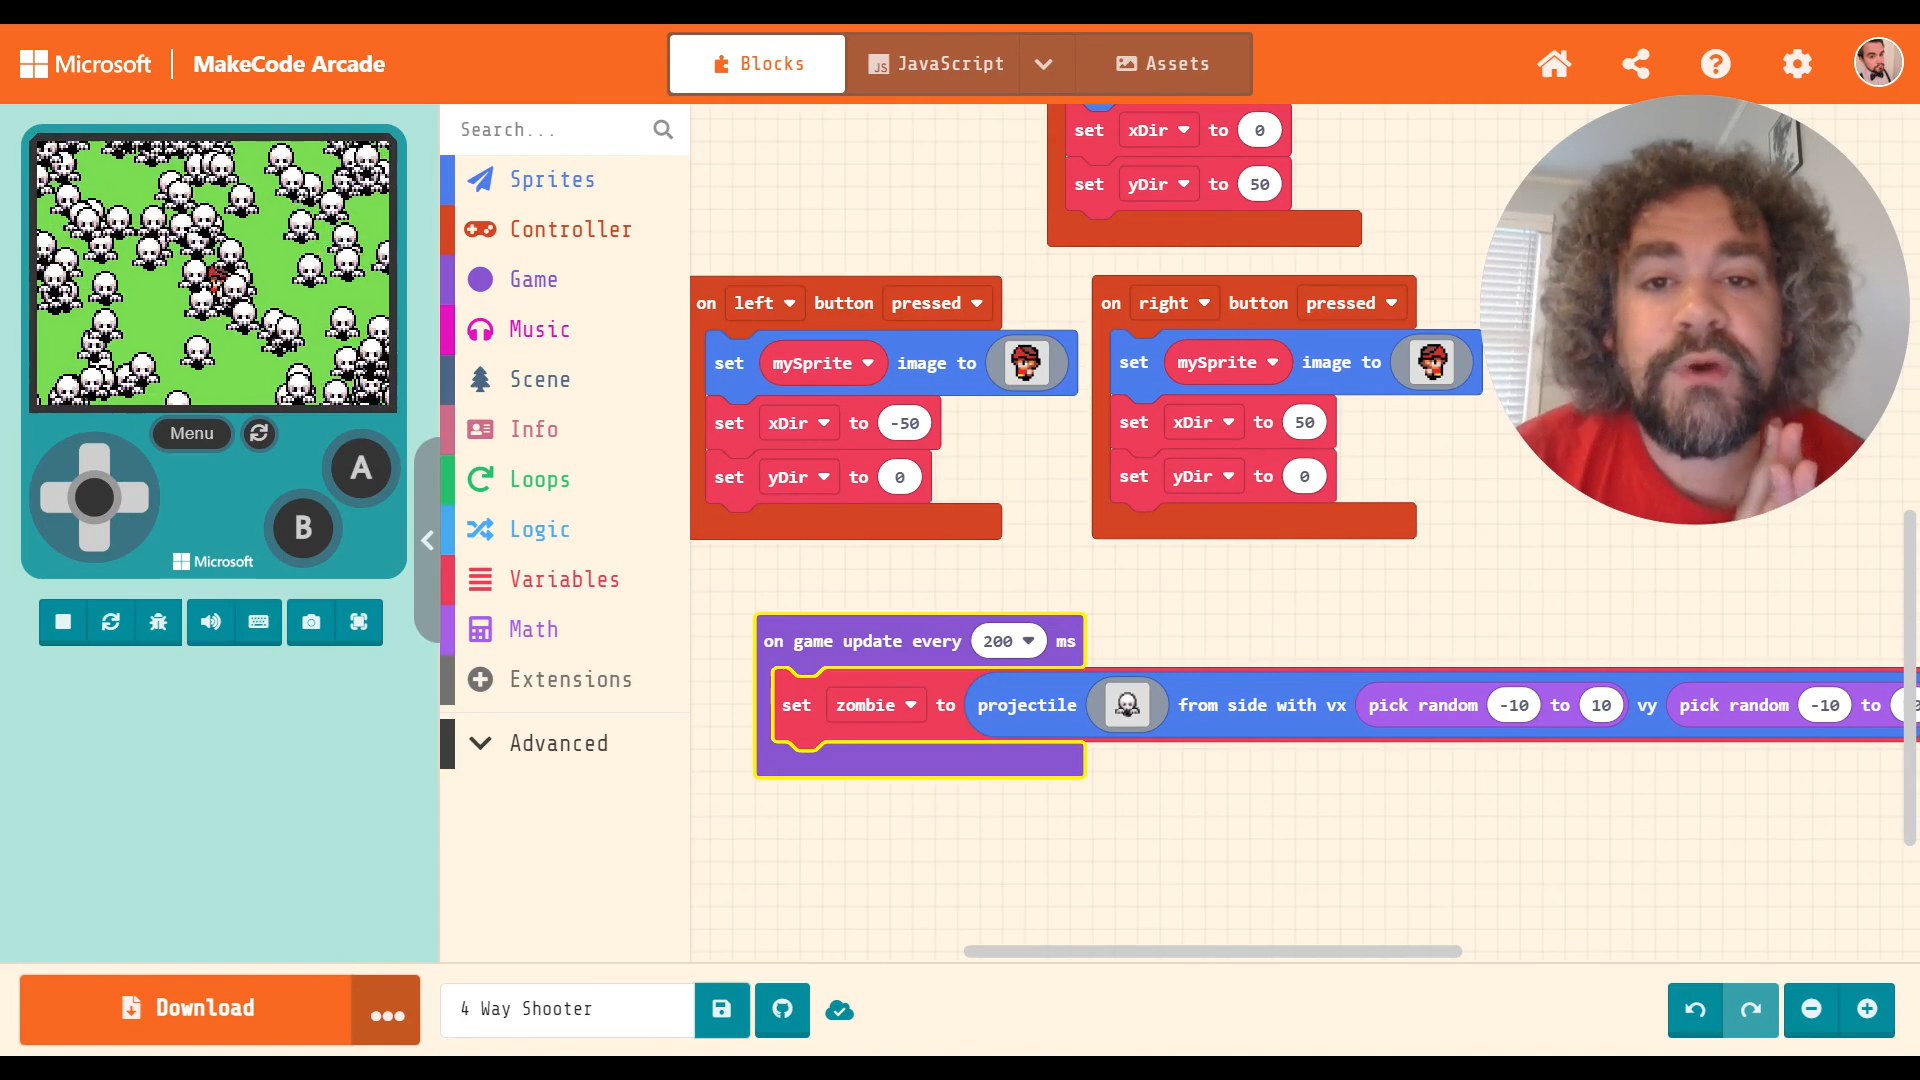 Microsoft | MakeCode Arcade
Blocks
JS JavaScript
Assets
Search...
Sprites
Controller
Game
Music
Scene
Info
Loops
Logic
Variables
Math
Extensions
Advanced
Menu
A
B
Microsoft
set xDir to 0
set yDir to 50
on left button pressed
set mySprite image to
set xDir to -50
set yDir to 0
on right button pressed
set mySprite image to
set xDir to 50
set yDir to 0
on game update every 200 ms
set zombie to projectile from side with vx pick random -10 to 10 vy pick random -10 to
Download
4 Way Shooter